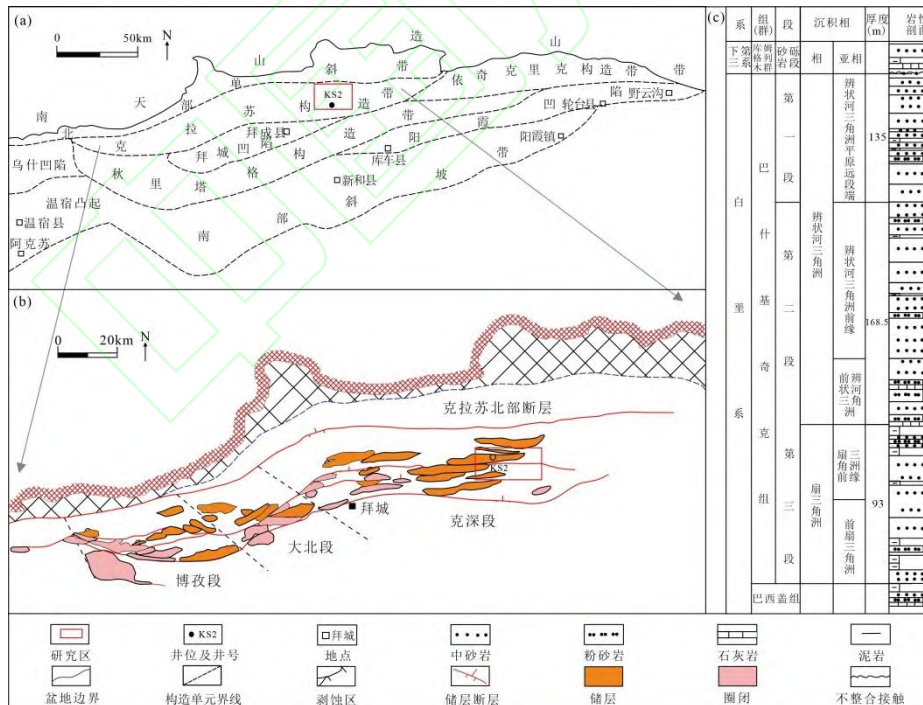 (a)
0 50km N
山 造
山
单 斜 带
依奇克里克构造带
南 天 部
北
KS2
苏 构 造 带
克 拉
陷 野云沟
凹 轮台县
拜成县
阳霞镇
拜城凹陷
阳 霞
乌什凹陷
秋 里 塔 格 构 造 带
库车县
新和县
温宿凸起
温宿县
阿克苏
南 部 斜 坡 带
(b)
0 20km N
克拉苏北部断层
KS2
拜城
克深段
大北段
博孜段
(c)
系
组(群)
段
沉积相
厚度(m)
岩性剖面
相
亚相
下第三系
库姆格列木群
砂砾岩段
白垩系
巴什基奇克组
第一段
第二段
第三段
辨状河三角洲
扇三角洲
辨状河三角洲平原远段端
辨状河三角洲前缘
前辨状河三角洲
扇三角洲前缘
前扇三角洲
135
168.5
93
巴西盖组
KS2 拜城
研究区 井位及井号 地点 中砂岩 粉砂岩 石灰岩 泥岩
盆地边界 构造单元界线 剥蚀区 储层断层 储层 圈闭 不整合接触